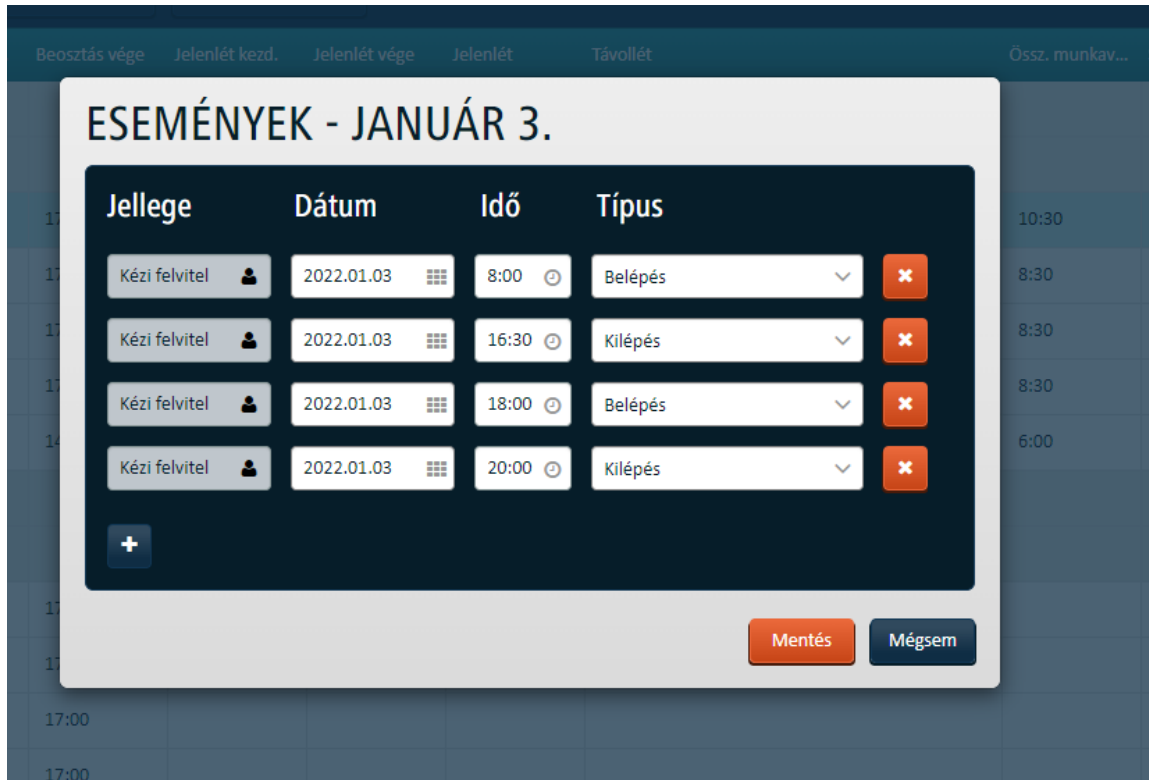 Beosztás vége Jelenlét kezd. Jelenlét vége Jelenlét Távollét Össz. munkav...
ESEMÉNYEK - JANUÁR 3.
Jellege Dátum Idő Típus
10:30
Kézi felvitel 2022.01.03 8:00 Belépés
8:30
Kézi felvitel 2022.01.03 16:30 Kilépés
8:30
Kézi felvitel 2022.01.03 18:00 Belépés
8:30
Kézi felvitel 2022.01.03 20:00 Kilépés
6:00
Mentés Mégsem
17:00
17:00